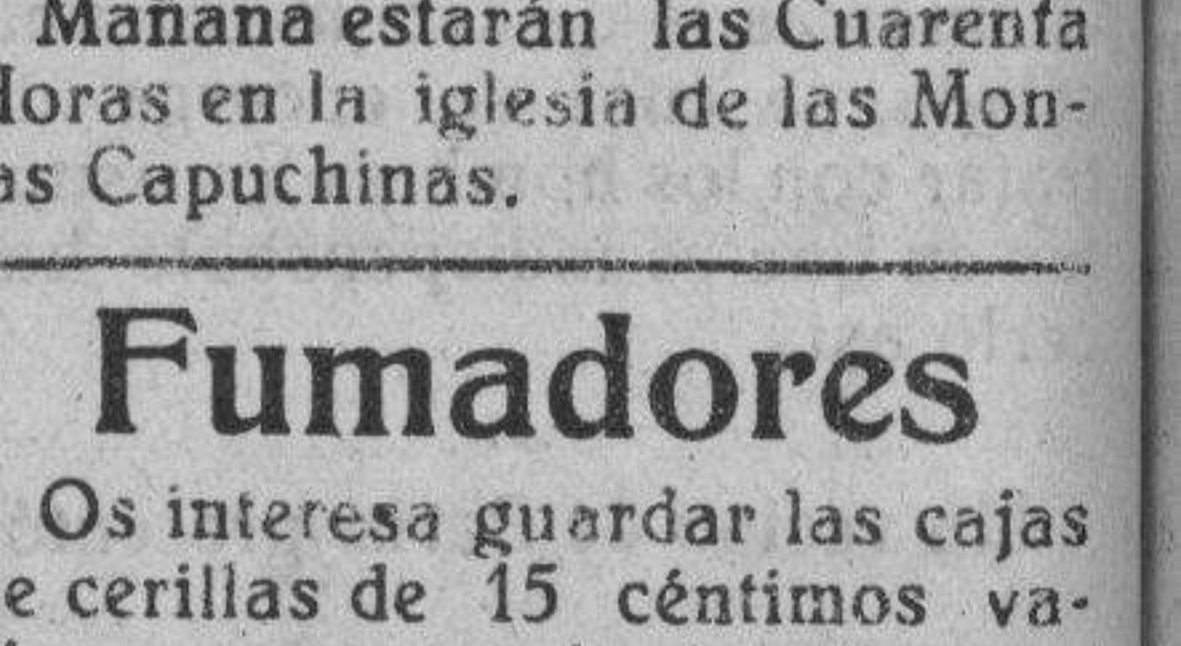 Mañana estarán las Cuarenta
Horas en la iglesia de las Mon-
as Capuchinas.
Fumadores
Os interesa guardar las cajas
e cerillas de 15 céntimos va-